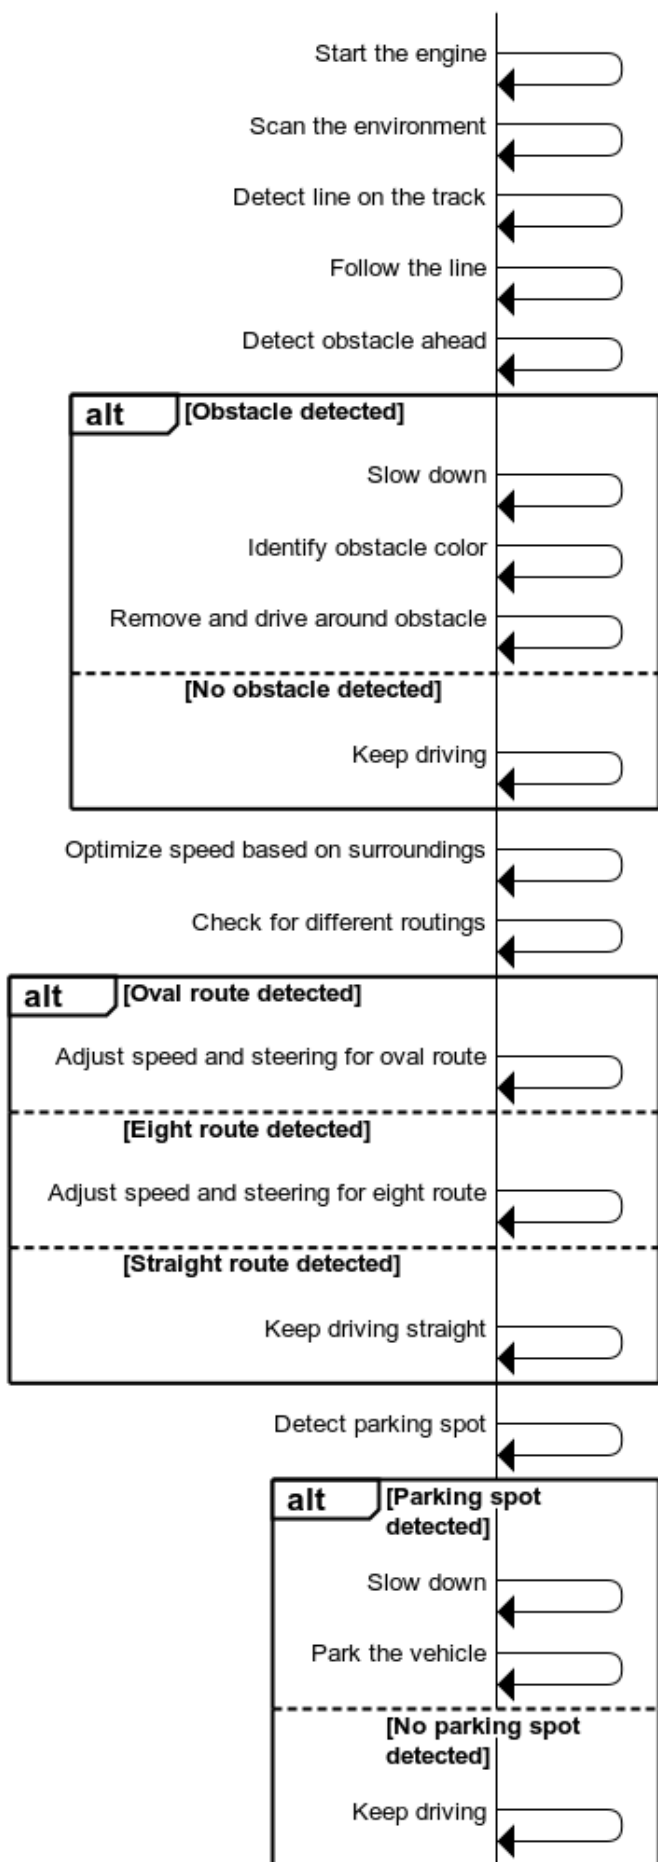 Start the engine
Scan the environment
Detect line on the track
Follow the line
Detect obstacle ahead
alt [Obstacle detected]
Slow down
Identify obstacle color
Remove and drive around obstacle
[No obstacle detected]
Keep driving
Optimize speed based on surroundings
Check for different routings
alt [Oval route detected]
Adjust speed and steering for oval route
[Eight route detected]
Adjust speed and steering for eight route
[Straight route detected]
Keep driving straight
Detect parking spot
alt [Parking spot
detected]
Slow down
Park the vehicle
[No parking spot
detected]
Keep driving